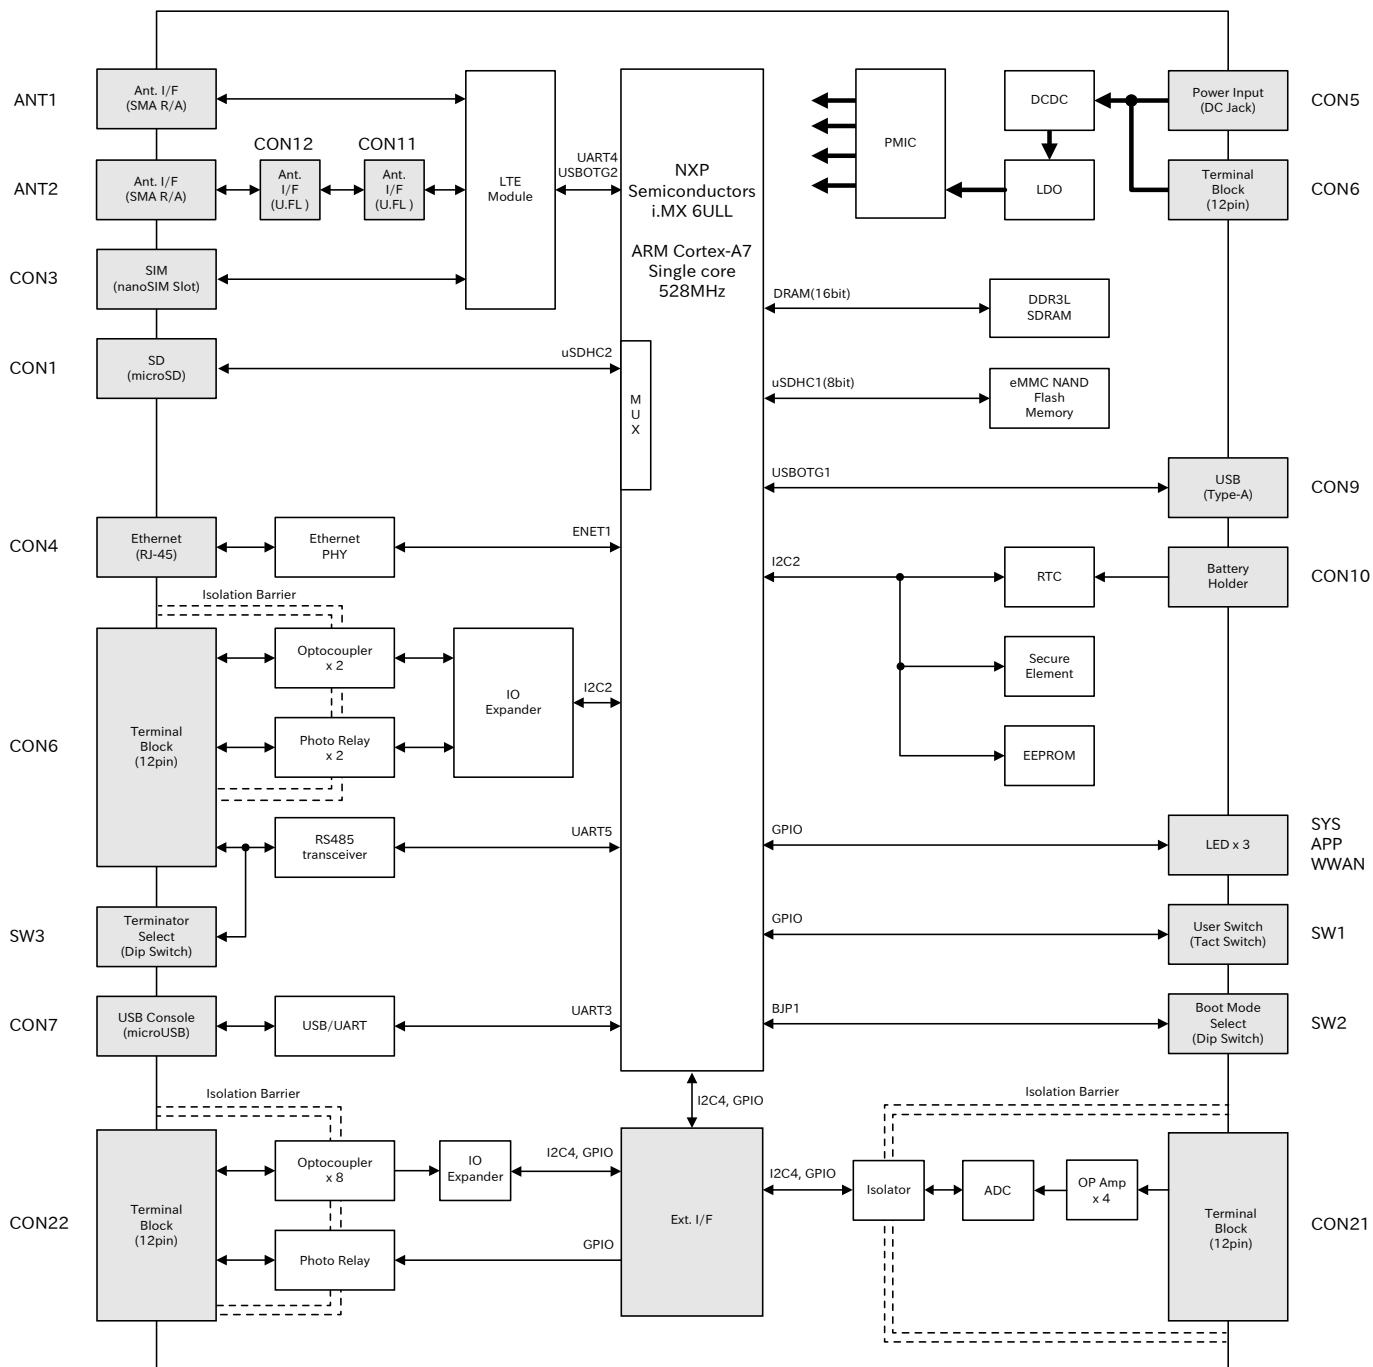 ANT1
Ant. I/F
(SMA R/A)
ANT2
Ant. I/F
(SMA R/A)
CON12
Ant.
I/F
(U.FL )
CON11
Ant.
I/F
(U.FL )
LTE
Module
UART4
USBOTG2
CON3
SIM
(nanoSIM Slot)
CON1
SD
(microSD)
uSDHC2
M
U
X
NXP
Semiconductors
i.MX 6ULL
ARM Cortex-A7
Single core
528MHz
PMIC
DCDC
LDO
Power Input
(DC Jack)
CON5
Terminal
Block
(12pin)
CON6
DRAM(16bit)
DDR3L
SDRAM
uSDHC1(8bit)
eMMC NAND
Flash
Memory
USBOTG1
USB
(Type-A)
CON9
CON4
Ethernet
(RJ-45)
Ethernet
PHY
ENET1
I2C2
RTC
Battery
Holder
CON10
Secure
Element
EEPROM
Isolation Barrier
CON6
Terminal
Block
(12pin)
Optocoupler
x 2
Photo Relay
x 2
IO
Expander
I2C2
RS485
transceiver
UART5
GPIO
LED x 3
SYS
APP
WWAN
SW3
Terminator
Select
(Dip Switch)
GPIO
User Switch
(Tact Switch)
SW1
CON7
USB Console
(microUSB)
USB/UART
UART3
BJP1
Boot Mode
Select
(Dip Switch)
SW2
I2C4, GPIO
Isolation Barrier
CON22
Terminal
Block
(12pin)
Optocoupler
x 8
IO
Expander
I2C4, GPIO
Photo Relay
GPIO
Ext. I/F
Isolation Barrier
I2C4, GPIO
Isolator
ADC
OP Amp
x 4
Terminal
Block
(12pin)
CON21